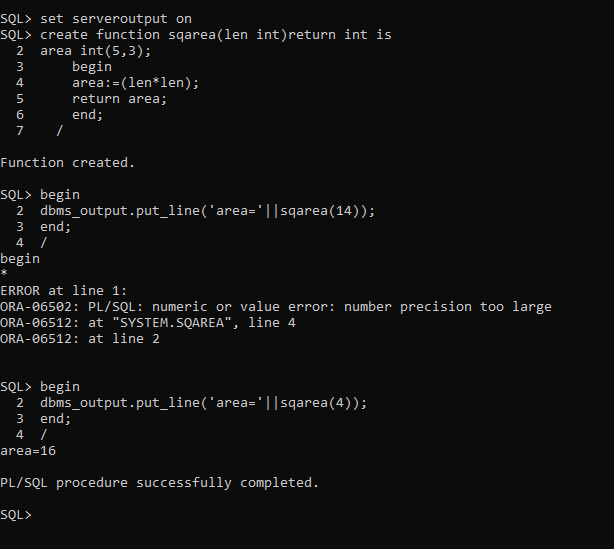 SQL> set serveroutput on
SQL> create function sqarea(len int)return int is
  2  area int(5,3);
  3      begin
  4      area:=(len*len);
  5      return area;
  6      end;
  7    /
Function created.
SQL> begin
  2  dbms_output.put_line('area='||sqarea(14));
  3  end;
  4  /
begin
*
ERROR at line 1:
ORA-06502: PL/SQL: numeric or value error: number precision too large
ORA-06512: at "SYSTEM.SQAREA", line 4
ORA-06512: at line 2
SQL> begin
  2  dbms_output.put_line('area='||sqarea(4));
  3  end;
  4  /
area=16
PL/SQL procedure successfully completed.
SQL>